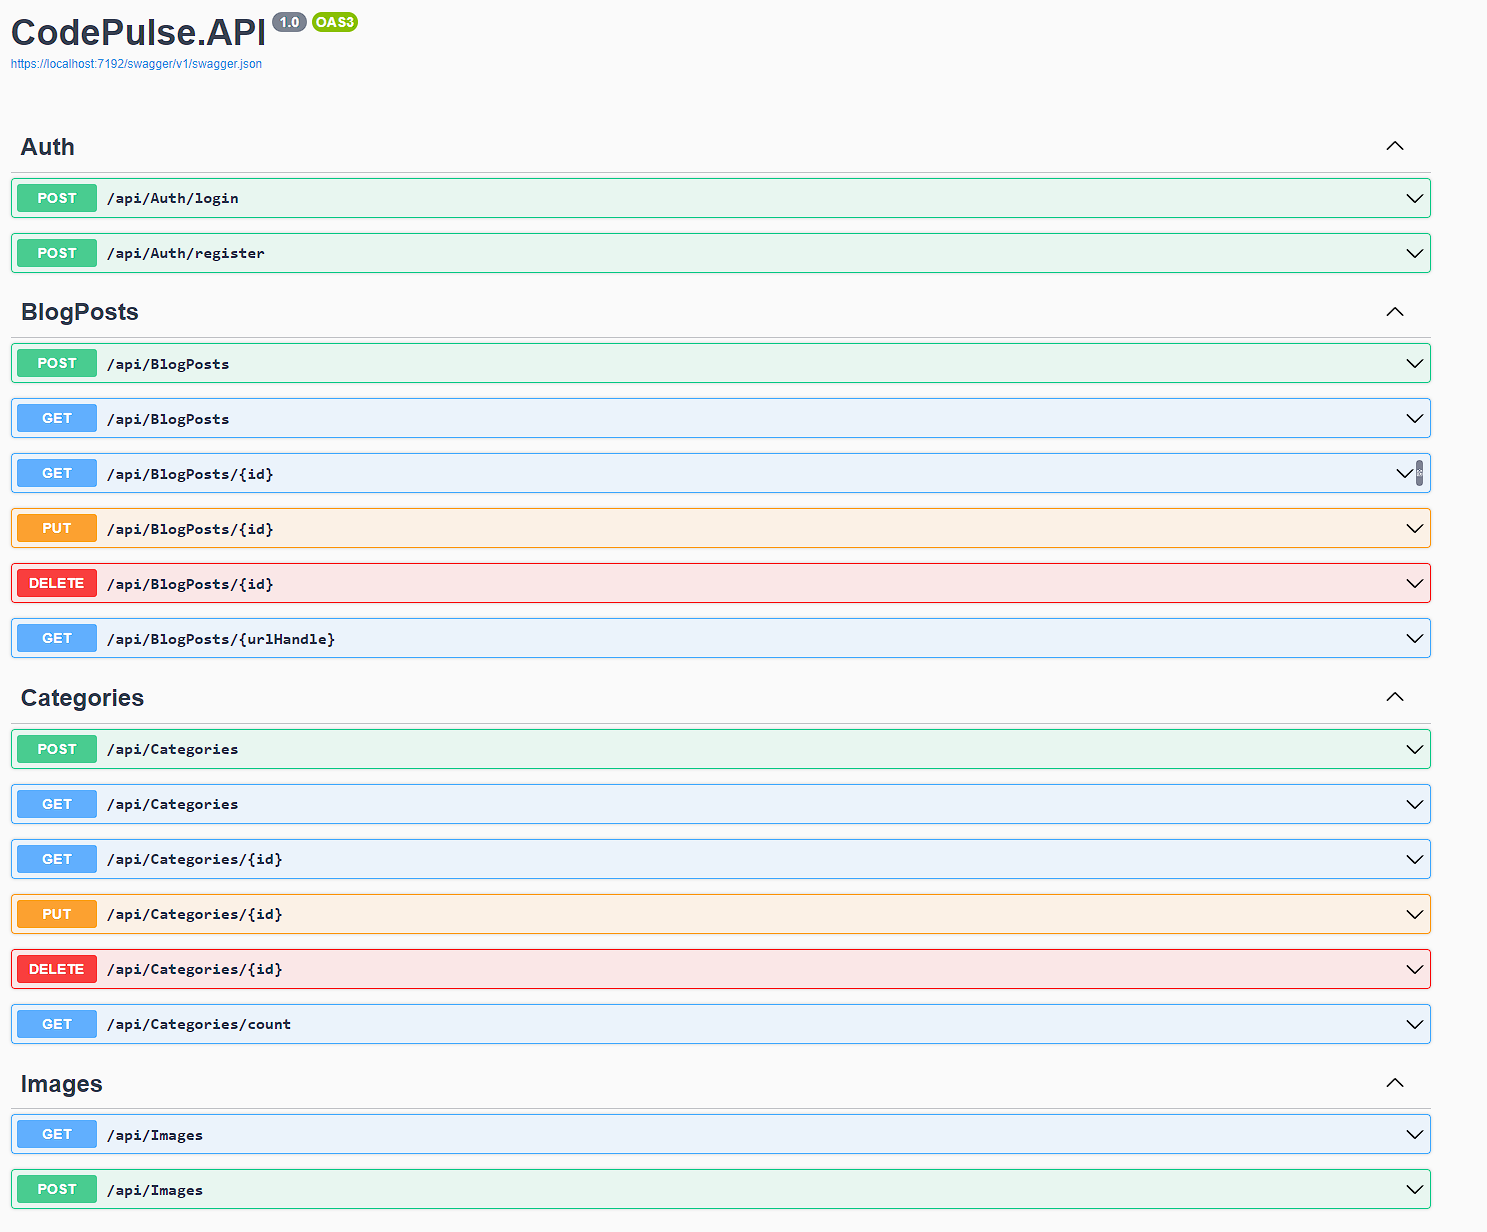 CodePulse.API 1.0 OAS3
https://localhost:7192/swagger/v1/swagger.json
Auth
POST /api/Auth/login
POST /api/Auth/register
BlogPosts
POST /api/BlogPosts
GET /api/BlogPosts
GET /api/BlogPosts/{id}
PUT /api/BlogPosts/{id}
DELETE /api/BlogPosts/{id}
GET /api/BlogPosts/{urlHandle}
Categories
POST /api/Categories
GET /api/Categories
GET /api/Categories/{id}
PUT /api/Categories/{id}
DELETE /api/Categories/{id}
GET /api/Categories/count
Images
GET /api/Images
POST /api/Images